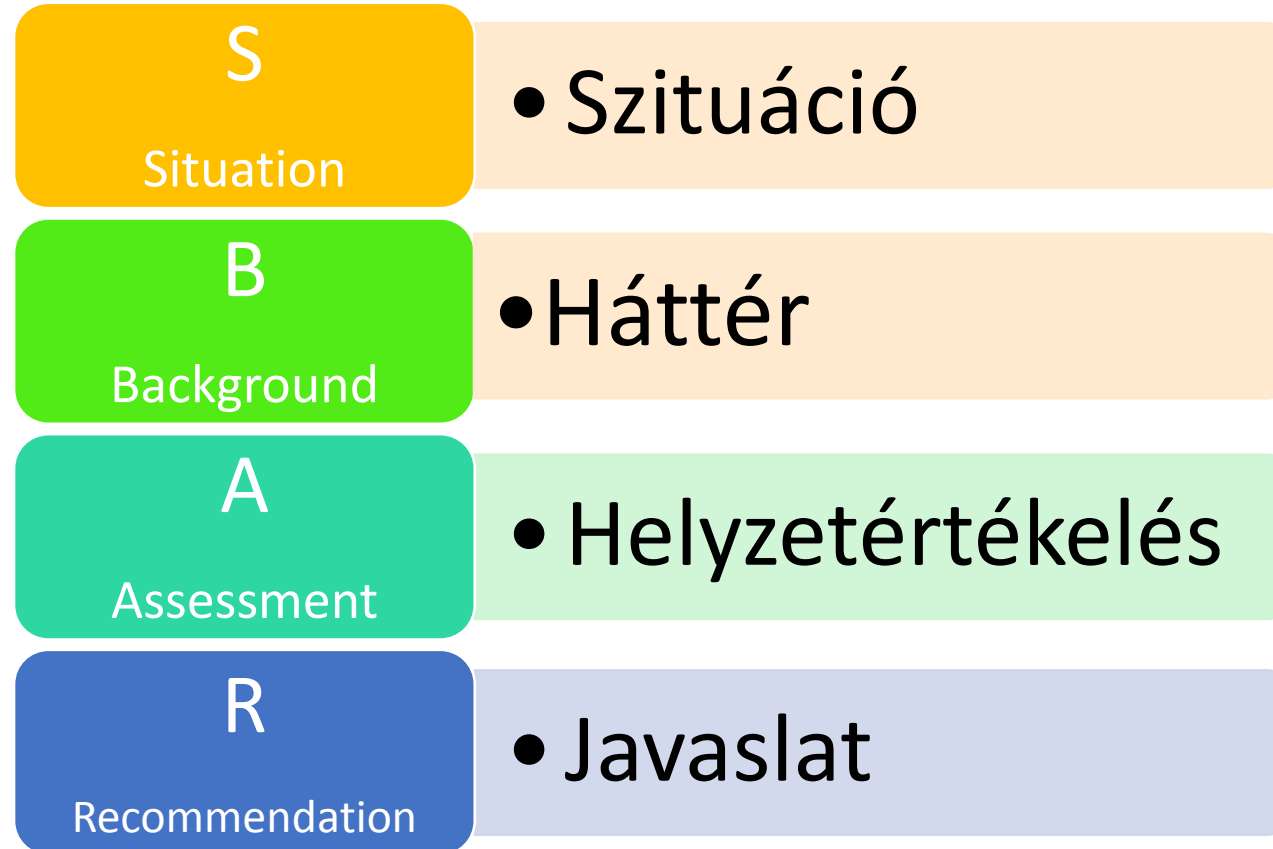 S
Situation
• Szituáció
B
Background
•Háttér
A
Assessment
• Helyzetértékelés
R
Recommendation
• Javaslat